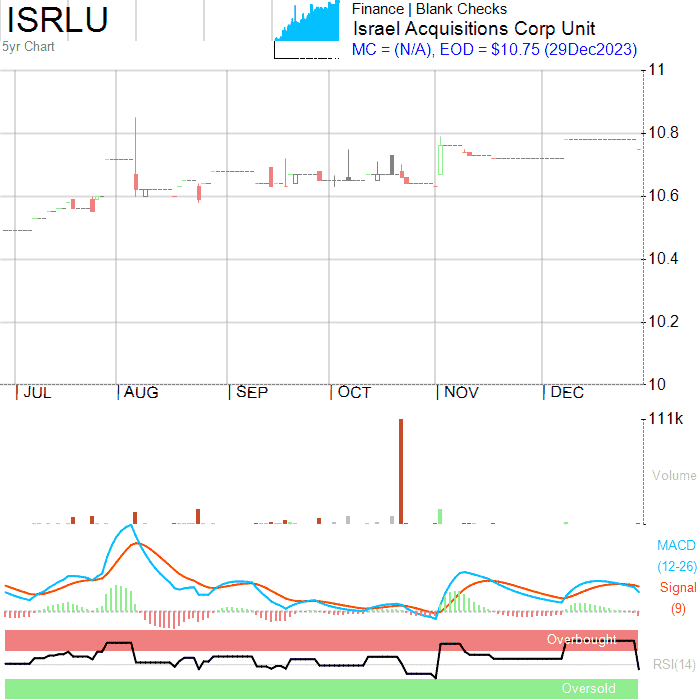 ISRLU
5yr Chart
Finance | Blank Checks
Israel Acquisitions Corp Unit
MC = (N/A), EOD = $10.75 (29Dec2023)
11
10.8
10.6
10.4
10.2
10
JUL AUG SEP OCT NOV DEC
111k
Volume
MACD
(12-26)
Signal
(9)
Overbought
RSI(14)
Oversold